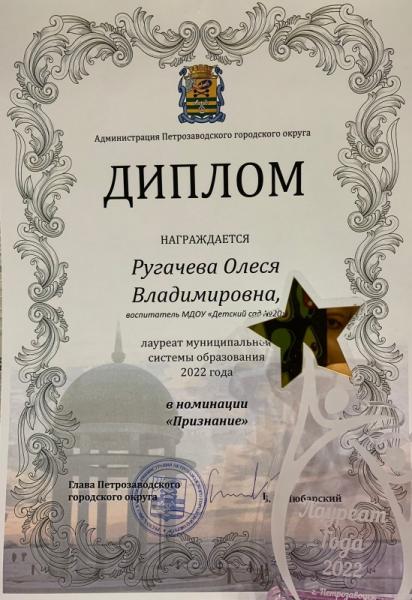 Администрация Петрозаводского городского округа
ДИПЛОМ
НАГРАЖДАЕТСЯ
Ругачева Олеся
Владимировна,
воспитатель МДОУ «Детский сад №20»
лауреат муниципальной
системы образования
2022 года
в номинации
«Признание»
Глава Петрозаводского
городского округа
Любарский
Лауреат
Года
2022
г. Петрозаводск